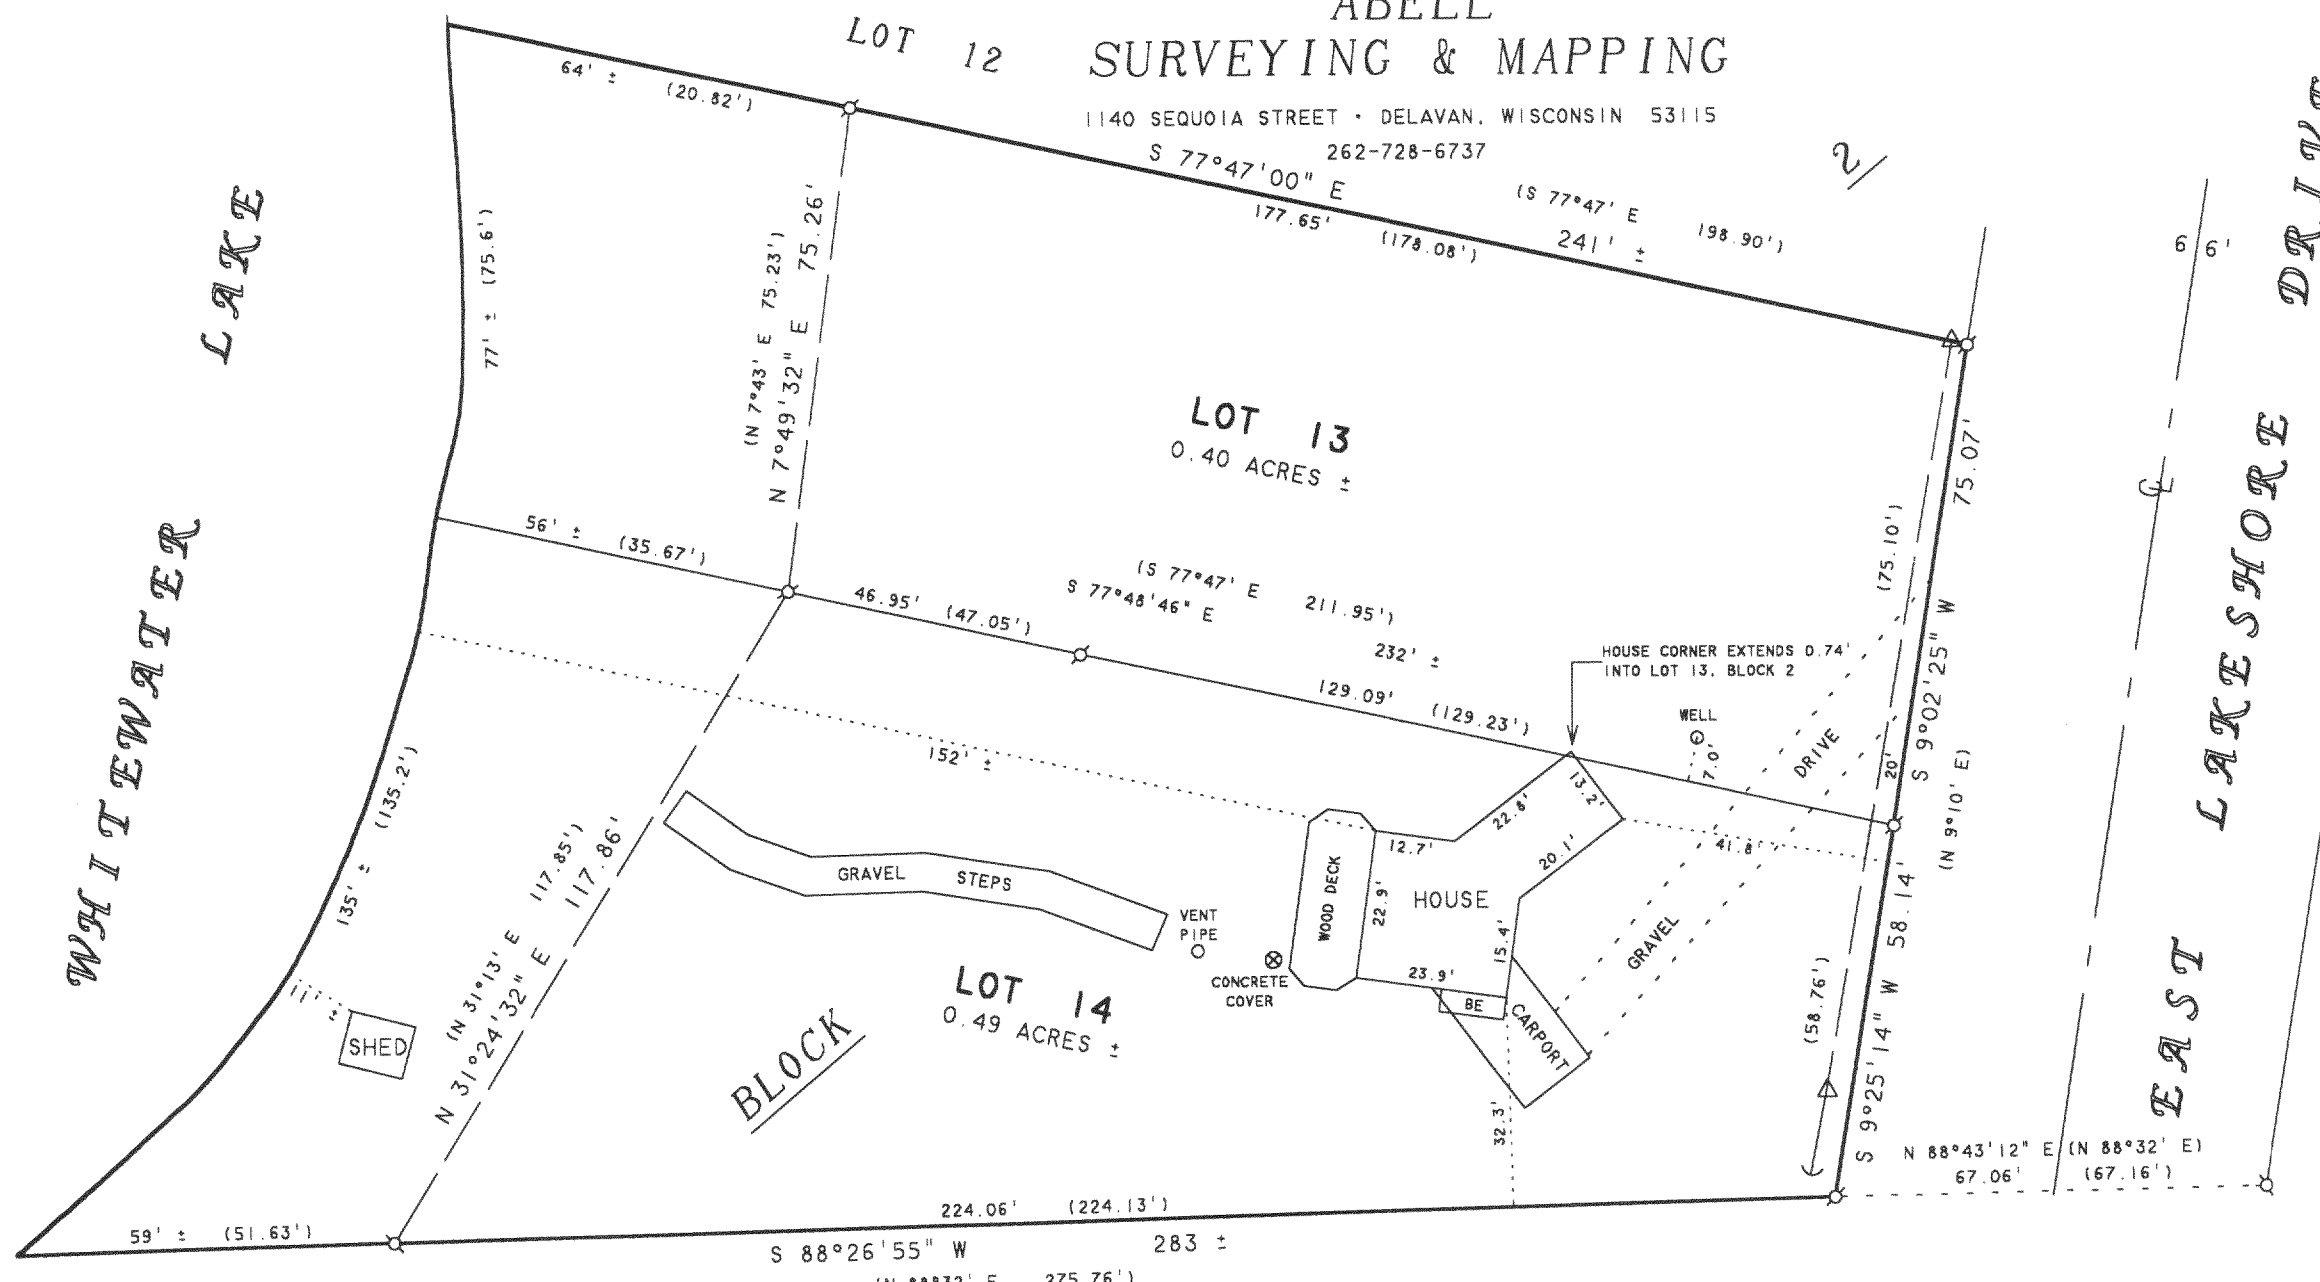 ABELL
SURVEYING & MAPPING
1140 SEQUOIA STREET • DELAVAN, WISCONSIN 53115
262-728-6737
LOT 12
64' ± (20.82')
S 77°47'00" E
(S 77°47' E 198.90')
177.65' (178.08')
241' ±
2
66'
WHITEWATER LAKE
77' ± (75.6')
(N 7°43' E 75.23')
N 7°49'32" E 75.26'
LOT 13
0.40 ACRES ±
75.07'
(75.10')
S 9°02'25" W
(N 9°10' E)
EAST LAKESHORE DRIVE
℄
56' ± (35.67')
46.95' (47.05')
(S 77°47' E 211.95')
S 77°48'46" E
232' ±
129.09' (129.23')
HOUSE CORNER EXTENDS 0.74'
INTO LOT 13, BLOCK 2
WELL
7.0'
DRIVE
20'
152' ±
22.8'
13.2'
12.7'
20.1'
41.8'
GRAVEL STEPS
WOOD DECK
22.9'
HOUSE
15.4'
23.9'
BE
CARPORT
GRAVEL
VENT
PIPE
CONCRETE
COVER
LOT 14
0.49 ACRES ±
BLOCK
135' ± (135.2')
11' ±
SHED
(N 31°13' E 117.85')
N 31°24'32" E 117.86'
32.3'
(58.76')
S 9°25'14" W 58.14'
N 88°43'12" E (N 88°32' E)
67.06' (67.16')
59' ± (51.63')
224.06' (224.13')
S 88°26'55" W 283 ±
(N 88°32' E 275.76')